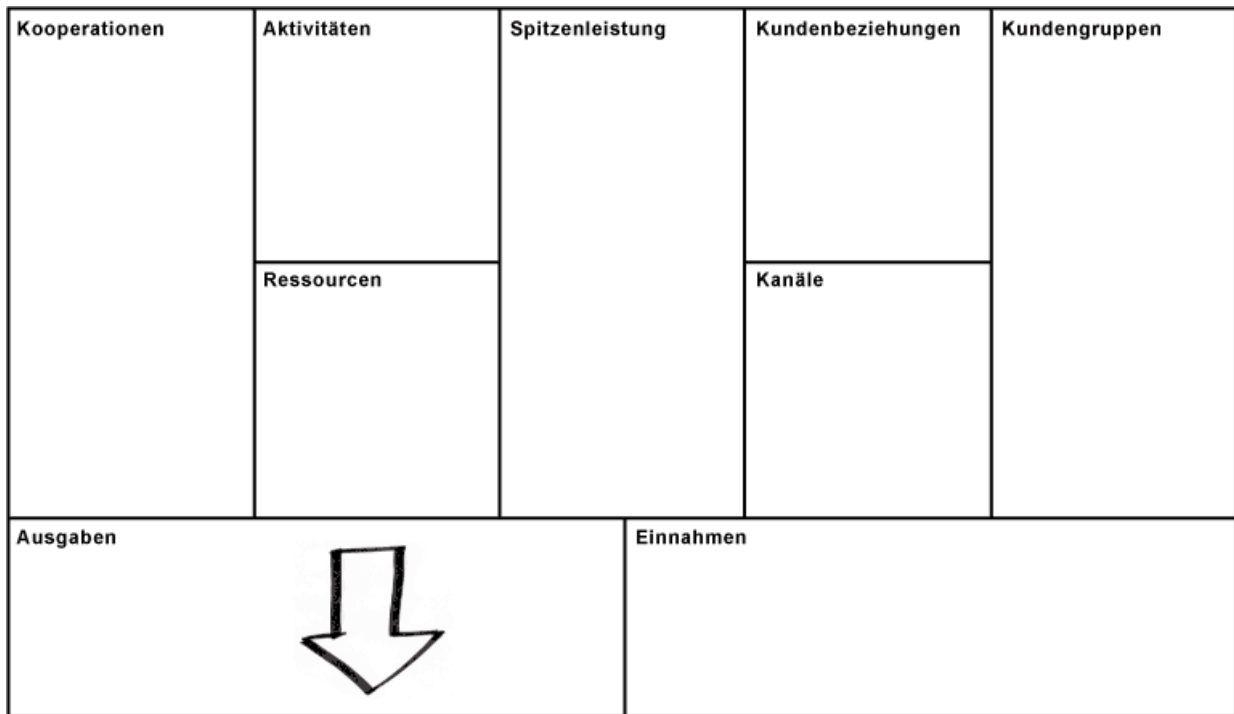 Kooperationen
Aktivitäten
Spitzenleistung
Kundenbeziehungen
Kundengruppen
Ressourcen
Kanäle
Ausgaben
Einnahmen